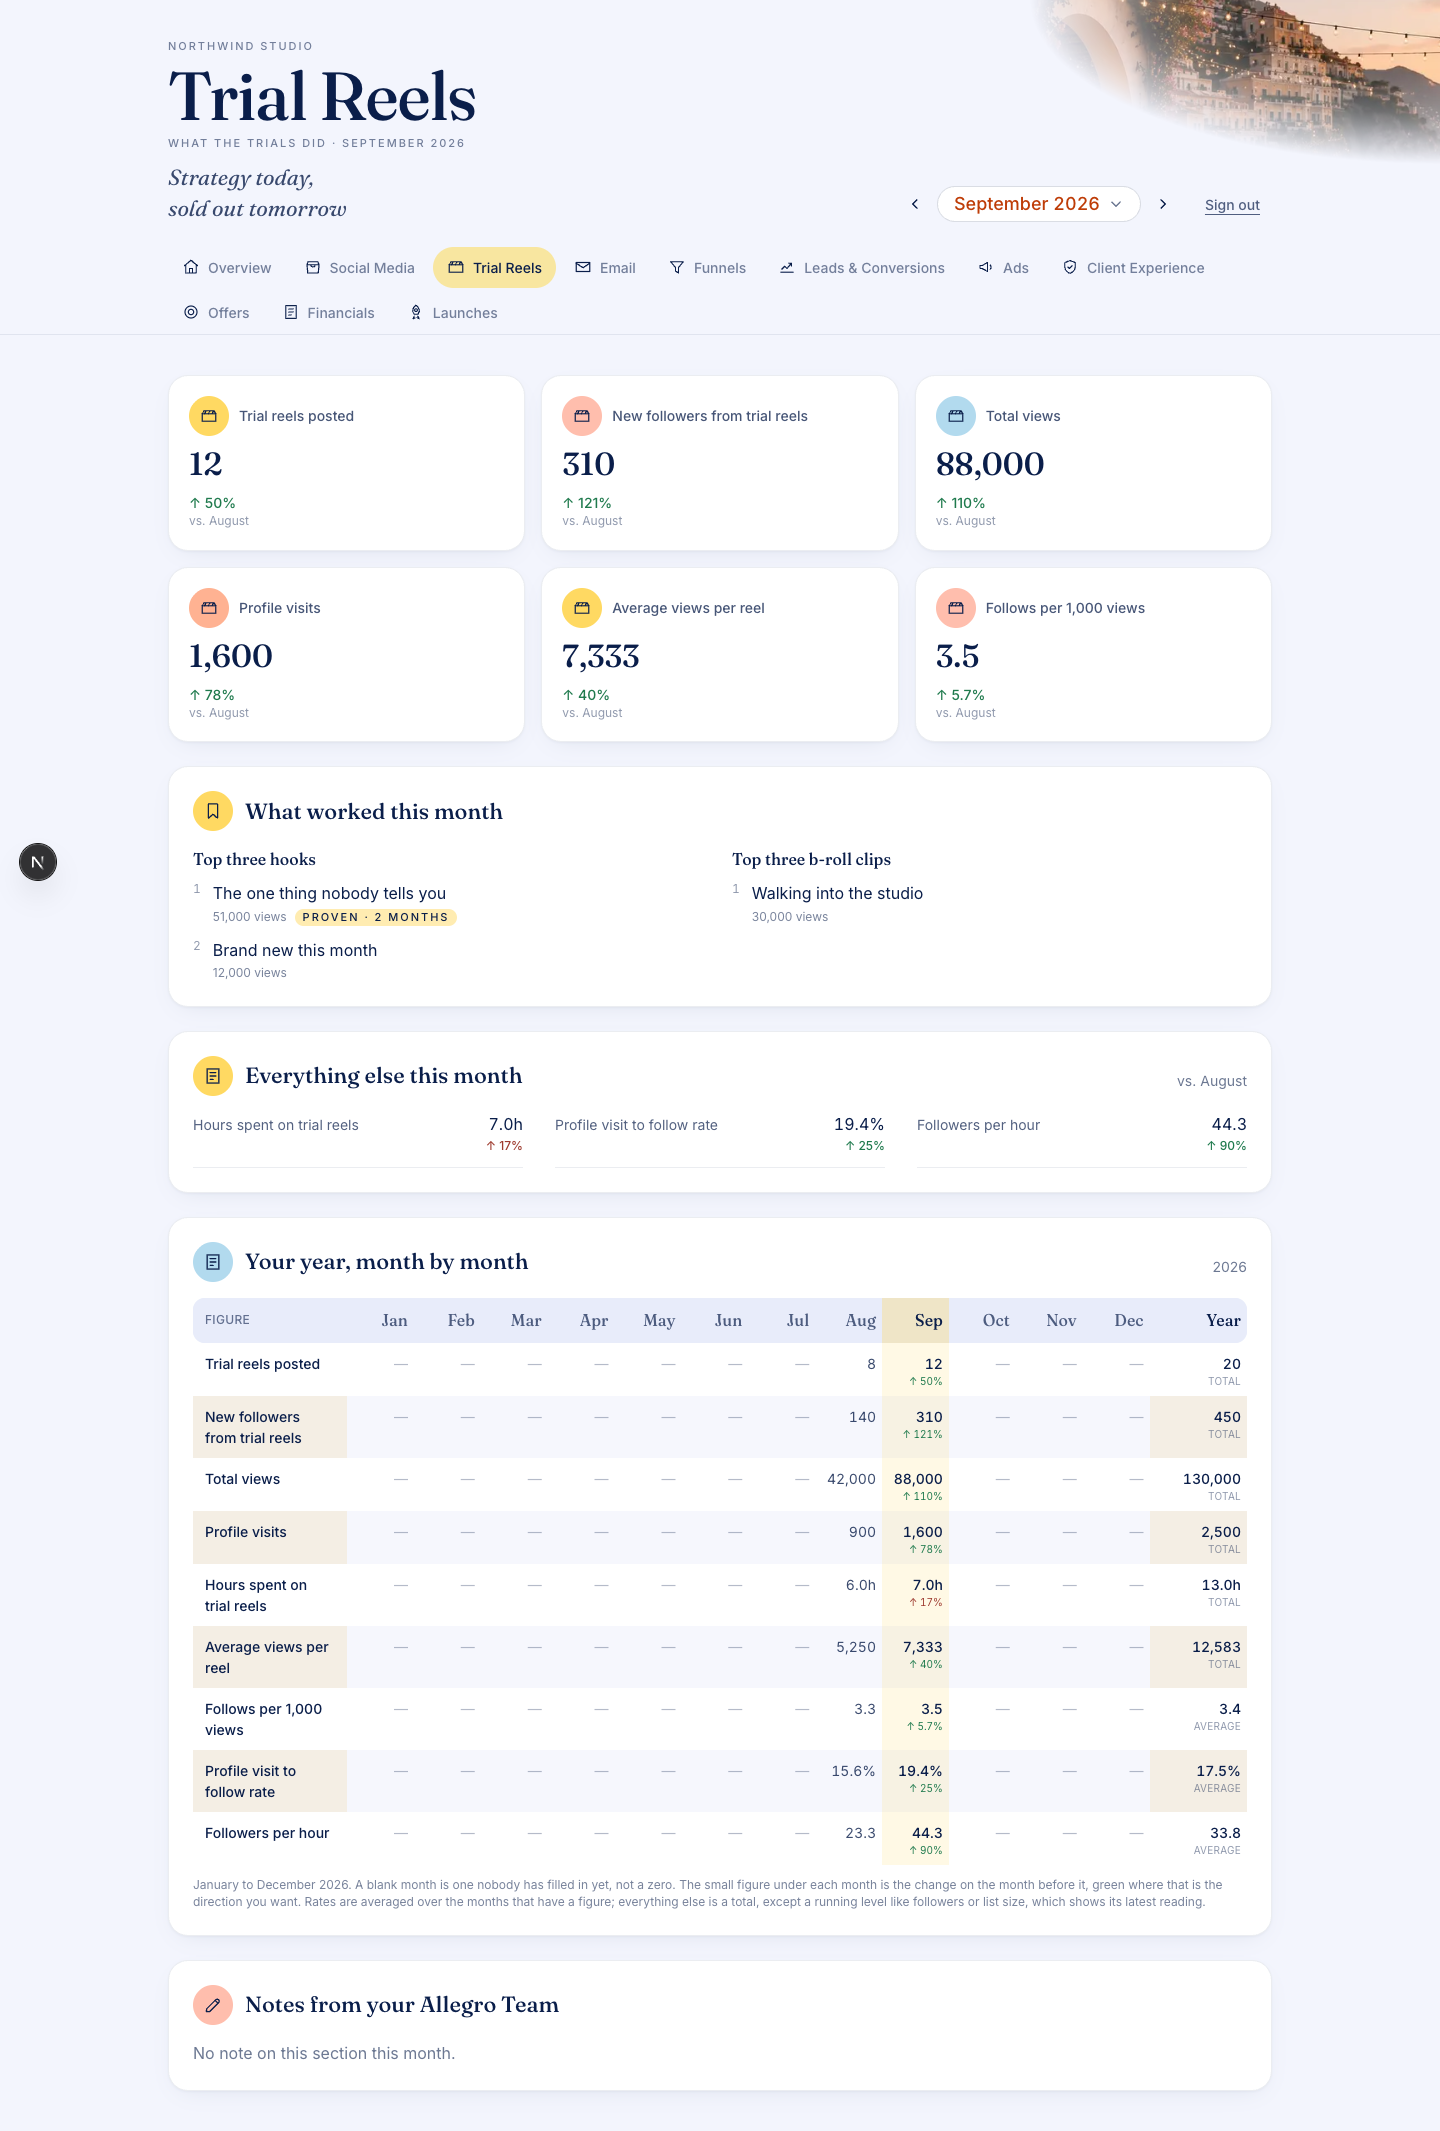 NORTHWIND STUDIO
Trial Reels
WHAT THE TRIALS DID · SEPTEMBER 2026
Strategy today,
sold out tomorrow
September 2026
Sign out
Overview Social Media Trial Reels Email Funnels Leads & Conversions Ads Client Experience
Offers Financials Launches
Trial reels posted New followers from trial reels Total views
12 310 88,000
↑ 50% ↑ 121% ↑ 110%
vs. August vs. August vs. August
Profile visits Average views per reel Follows per 1,000 views
1,600 7,333 3.5
↑ 78% ↑ 40% ↑ 5.7%
vs. August vs. August vs. August
What worked this month
Top three hooks
1 The one thing nobody tells you
51,000 views PROVEN · 2 MONTHS
2 Brand new this month
12,000 views
Top three b-roll clips
1 Walking into the studio
30,000 views
N
Everything else this month
vs. August
Hours spent on trial reels 7.0h Profile visit to follow rate 19.4% Followers per hour 44.3
↑ 17% ↑ 25% ↑ 90%
Your year, month by month
2026
FIGURE Jan Feb Mar Apr May Jun Jul Aug Sep Oct Nov Dec Year
Trial reels posted — — — — — — — 8 12 — — — 20
↑ 50% TOTAL
New followers — — — — — — — 140 310 — — — 450
from trial reels ↑ 121% TOTAL
Total views — — — — — — — 42,000 88,000 — — — 130,000
↑ 110% TOTAL
Profile visits — — — — — — — 900 1,600 — — — 2,500
↑ 78% TOTAL
Hours spent on — — — — — — — 6.0h 7.0h — — — 13.0h
trial reels ↑ 17% TOTAL
Average views per — — — — — — — 5,250 7,333 — — — 12,583
reel ↑ 40% TOTAL
Follows per 1,000 — — — — — — — 3.3 3.5 — — — 3.4
views ↑ 5.7% AVERAGE
Profile visit to — — — — — — — 15.6% 19.4% — — — 17.5%
follow rate ↑ 25% AVERAGE
Followers per hour — — — — — — — 23.3 44.3 — — — 33.8
↑ 90% AVERAGE
January to December 2026. A blank month is one nobody has filled in yet, not a zero. The small figure under each month is the change on the month before it, green where that is the
direction you want. Rates are averaged over the months that have a figure; everything else is a total, except a running level like followers or list size, which shows its latest reading.
Notes from your Allegro Team
No note on this section this month.